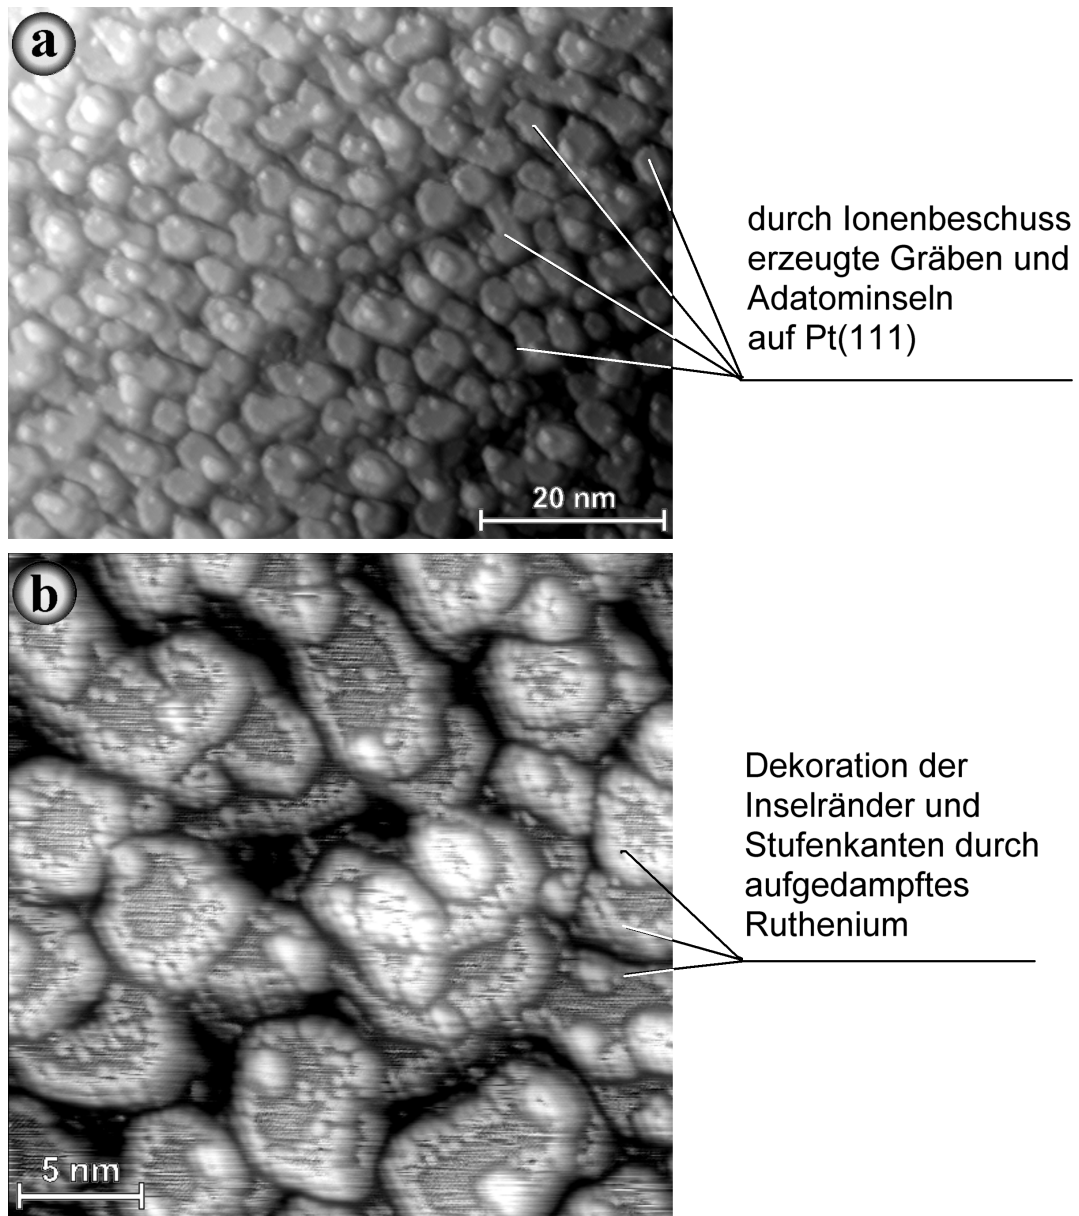 a
durch Ionenbeschuss
erzeugte Gräben und
Adatominseln
auf Pt(111)
20 nm
b
Dekoration der
Inselränder und
Stufenkanten durch
aufgedampftes
Ruthenium
5 nm